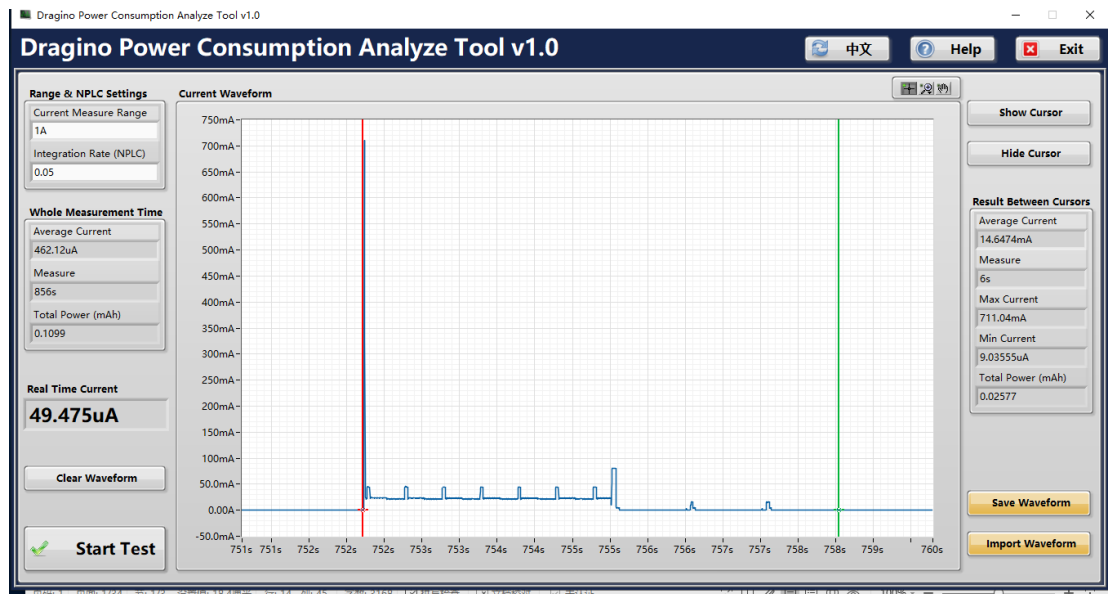 Dragino Power Consumption Analyze Tool v1.0
Dragino Power Consumption Analyze Tool v1.0
中文
Help
Exit
Range & NPLC Settings
Current Measure Range
1A
Integration Rate (NPLC)
0.05
Whole Measurement Time
Average Current
462.12uA
Measure
856s
Total Power (mAh)
0.1099
Real Time Current
49.475uA
Clear Waveform
Start Test
Current Waveform
750mA
700mA
650mA
600mA
550mA
500mA
450mA
400mA
350mA
300mA
250mA
200mA
150mA
100mA
50.0mA
0.00A
-50.0mA
751s 751s 752s 752s 752s 753s 753s 754s 754s 755s 755s 756s 756s 757s 757s 758s 758s 759s 760s
Show Cursor
Hide Cursor
Result Between Cursors
Average Current
14.6474mA
Measure
6s
Max Current
711.04mA
Min Current
9.03555uA
Total Power (mAh)
0.02577
Save Waveform
Import Waveform